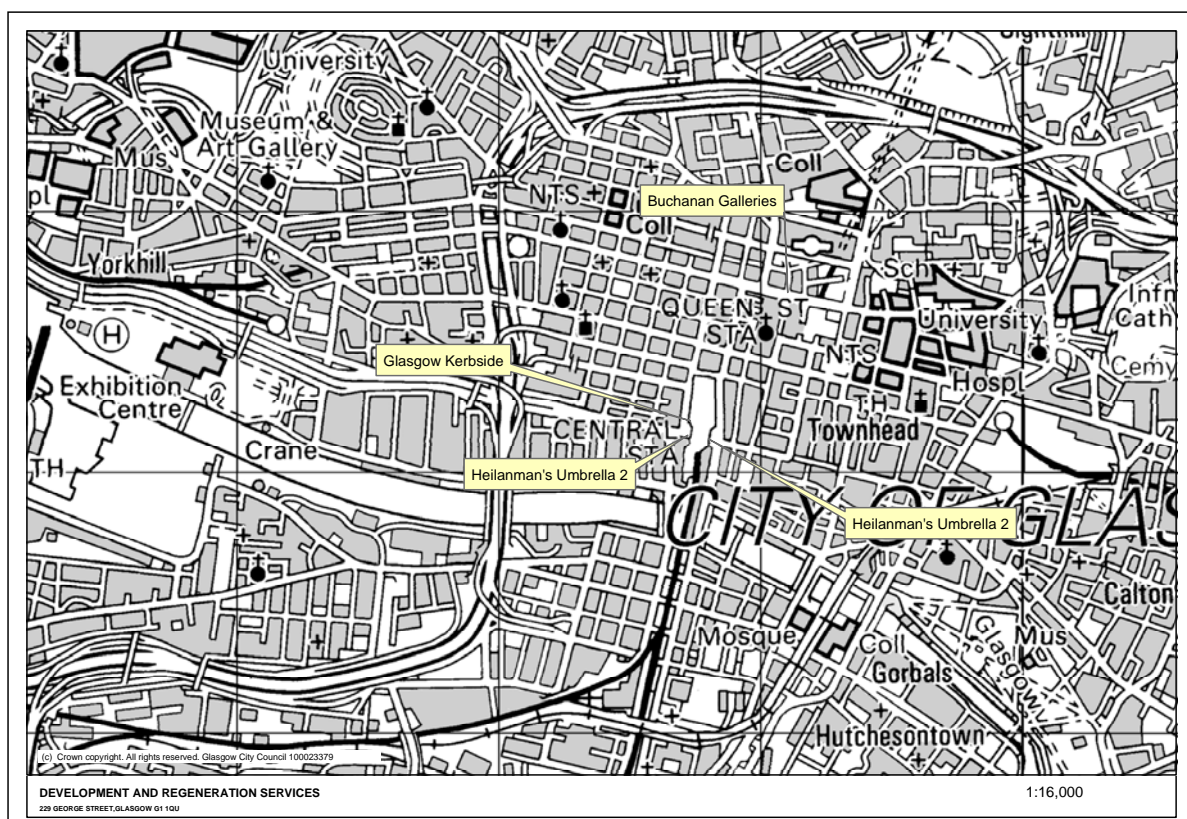 Sighthill
University
Museum &
Art Gallery
Mus
Coll
pl
NTS
Buchanan Galleries
Coll
Yorkhill
Sch
Infm
University
Cath
QUEEN ST
STA
H
NTS
Glasgow Kerbside
Cemy
Hospl
Exhibition
Centre
TH
CENTRAL
STA
Townhead
Crane
TH
Heilanman's Umbrella 2
CITY OF GLAS
Heilanman's Umbrella 2
Calton
Mosque
Coll
Glasgow
Mus
Gorbals
Hutchesontown
(c) Crown copyright. All rights reserved. Glasgow City Council 100023379
DEVELOPMENT AND REGENERATION SERVICES
1:16,000
229 GEORGE STREET,GLASGOW G1 1QU